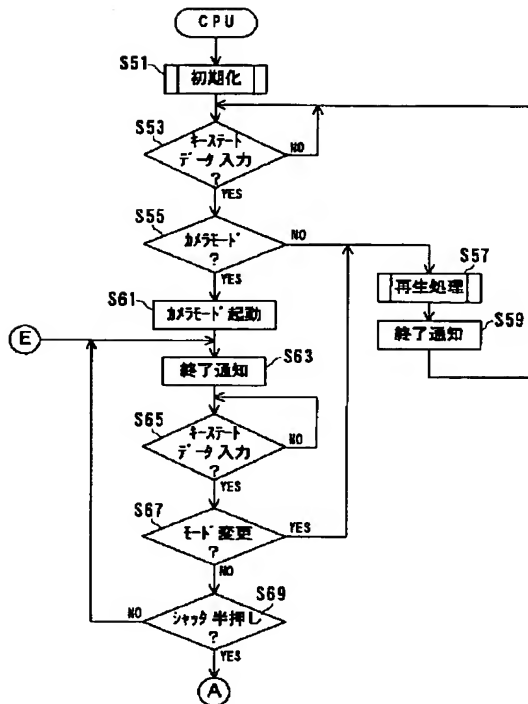 CPU
S51
初期化
S53
キーステート
データ入力
?
NO
YES
S55
カメラモード
?
NO
YES
S57
再生処理
S61
カメラモード起動
S59
終了通知
E
S63
終了通知
S65
キーステート
データ入力
?
NO
YES
S67
モード変更
?
YES
NO
S69
シャッタ半押し
?
NO
YES
A